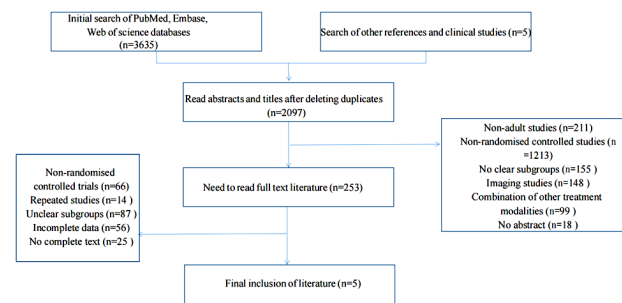 Initial search of PubMed, Embase,
Web of science databases
(n=3635)
Search of other references and clinical studies (n=5)
Read abstracts and titles after deleting duplicates
(n=2097)
Non-adult studies (n=211)
Non-randomised controlled studies (n
=1213)
No clear subgroups (n=155 )
Imaging studies (n=148 )
Combination of other treatment
modalities (n=99 )
No abstract (n=18 )
Need to read full text literature (n=253)
Non-randomised
controlled trials (n=66)
Repeated studies (n=14 )
Unclear subgroups (n=87 )
Incomplete data (n=56)
No complete text (n=25 )
Final inclusion of literature (n=5)